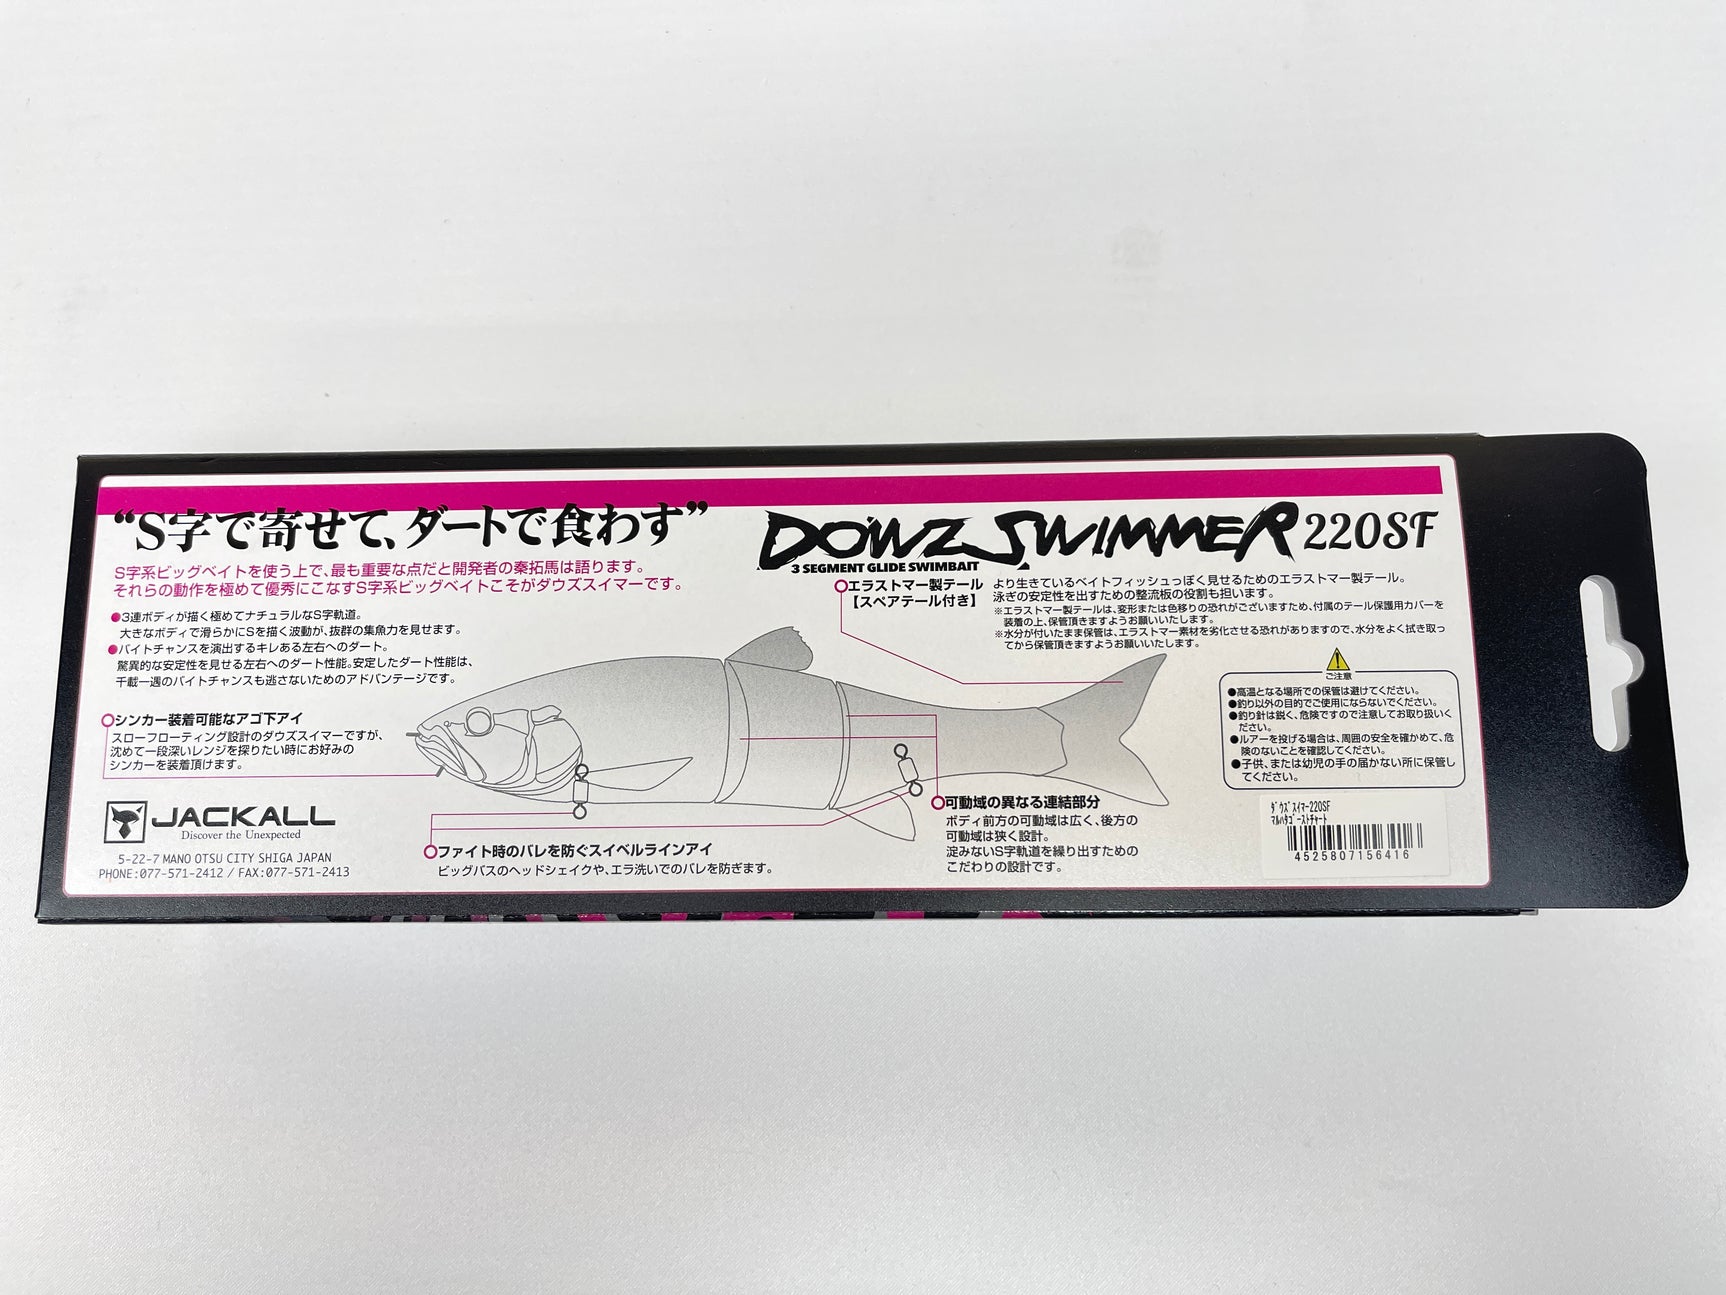 “S字で寄せて、ダートで食わす”
S字系ビッグベイトを使う上で、最も重要な点だと開発者の秦拓馬は語ります。
それらの動作を極めて優秀にこなすS字系ビッグベイトこそがダウズスイマーです。
●3連ボディが描く極めてナチュラルなS字軌道。
大きなボディで滑らかにSを描く波動が、抜群の集魚力を見せます。
●バイトチャンスを演出するキレある左右へのダート。
驚異的な安定性を見せる左右へのダート性能。安定したダート性能は、
千載一遇のバイトチャンスも逃さないためのアドバンテージです。
シンカー装着可能なアゴ下アイ
スローフローティング設計のダウズスイマーですが、
沈めて一段深いレンジを探りたい時にお好みの
シンカーを装着頂けます。
JACKALL
Discover the Unexpected
5-22-7 MANO OTSU CITY SHIGA JAPAN
PHONE:077-571-2412 / FAX:077-571-2413
ファイト時のバレを防ぐスイベルラインアイ
ビッグバスのヘッドシェイクや、エラ洗いでのバレを防ぎます。
DOWZ SWIMMER 220SF
3 SEGMENT GLIDE SWIMBAIT
エラストマー製テール
【スペアテール付き】
より生きているベイトフィッシュっぽく見せるためのエラストマー製テール。
泳ぎの安定性を出すための整流板の役割も担います。
※エラストマー製テールは、変形または色移りの恐れがございますため、付属のテール保護用カバーを
装着の上、保管頂きますようお願いいたします。
※水分が付いたまま保管は、エラストマー素材を劣化させる恐れがありますので、水分をよく拭き取っ
てから保管頂きますようお願いいたします。
可動域の異なる連結部分
ボディ前方の可動域は広く、後方の
可動域は狭く設計。
淀みないS字軌道を繰り出すための
こだわりの設計です。
ご注意
●高温となる場所での保管は避けてください。
●釣り以外の目的でご使用にならないでください。
●釣り針は鋭く、危険ですので注意してお取り扱いく
ださい。
●ルアーを投げる場合は、周囲の安全を確かめて、危
険のないことを確認してください。
●子供、または幼児の手の届かない所に保管し
てください。
ﾀﾞｳｽﾞｽｲﾏｰ220SF
ﾏﾙﾊﾀｺﾞｰｽﾄﾁｬｰﾄ
4525807156416